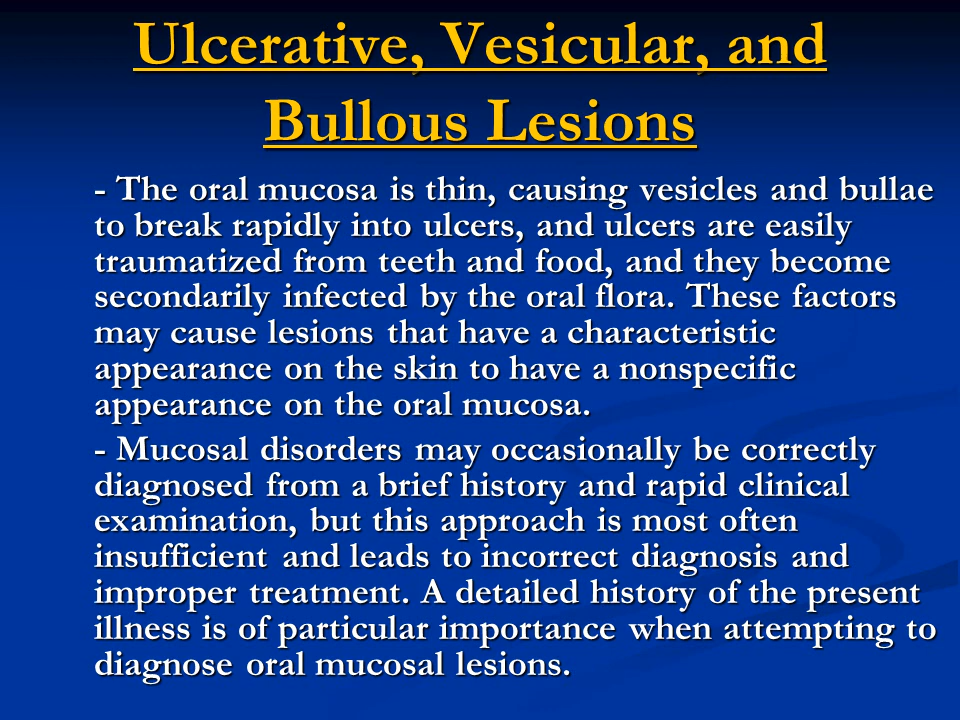 Ulcerative, Vesicular, and
Bullous Lesions
- The oral mucosa is thin, causing vesicles and bullae
to break rapidly into ulcers, and ulcers are easily
traumatized from teeth and food, and they become
secondarily infected by the oral flora. These factors
may cause lesions that have a characteristic
appearance on the skin to have a nonspecific
appearance on the oral mucosa.
- Mucosal disorders may occasionally be correctly
diagnosed from a brief history and rapid clinical
examination, but this approach is most often
insufficient and leads to incorrect diagnosis and
improper treatment. A detailed history of the present
illness is of particular importance when attempting to
diagnose oral mucosal lesions.